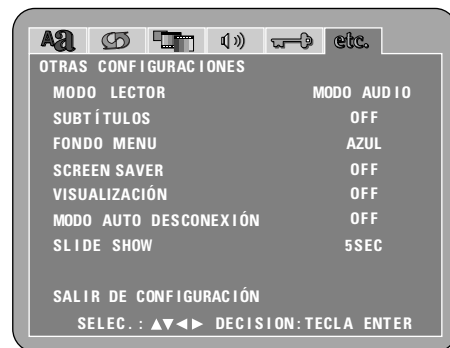 Aa etc.
OTRAS CONFIGURACIONES
MODO LECTOR MODO AUDIO
SUBTÍTULOS OFF
FONDO MENU AZUL
SCREEN SAVER OFF
VISUALIZACIÓN OFF
MODO AUTO DESCONEXIÓN OFF
SLIDE SHOW 5SEC
SALIR DE CONFIGURACIÓN
SELEC.: ▲▼◄► DECISION:TECLA ENTER